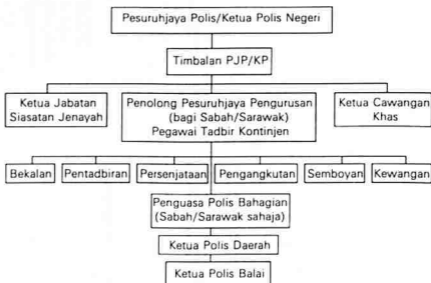 Pesuruhjaya Polis/Ketua Polis Negeri
Timbalan PJP/KP
Ketua Jabatan
Siasatan Jenayah
Penolong Pesuruhjaya Pengurusan
(bagi Sabah/Sarawak)
Pegawai Tadbir Kontinjen
Ketua Cawangan
Khas
Bekalan
Pentadbiran
Persenjataan
Pengangkutan
Semboyan
Kewangan
Penguasa Polis Bahagian
(Sabah/Sarawak sahaja)
Ketua Polis Daerah
Ketua Polis Balai